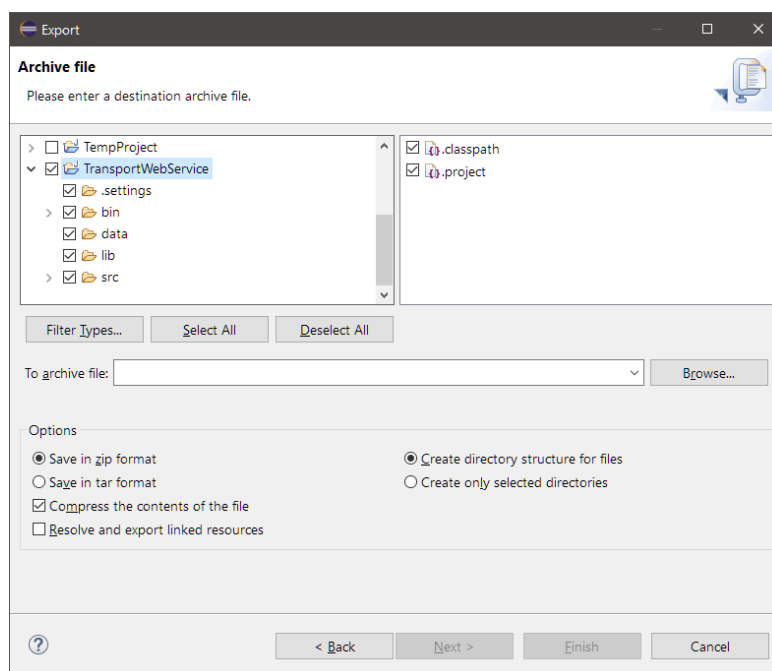 Export
Archive file
Please enter a destination archive file.
TempProject
TransportWebService
.settings
bin
data
lib
src
.classpath
.project
Filter Types...
Select All
Deselect All
To archive file:
Browse...
Options
Save in zip format
Save in tar format
Compress the contents of the file
Resolve and export linked resources
Create directory structure for files
Create only selected directories
?
< Back
Next >
Finish
Cancel